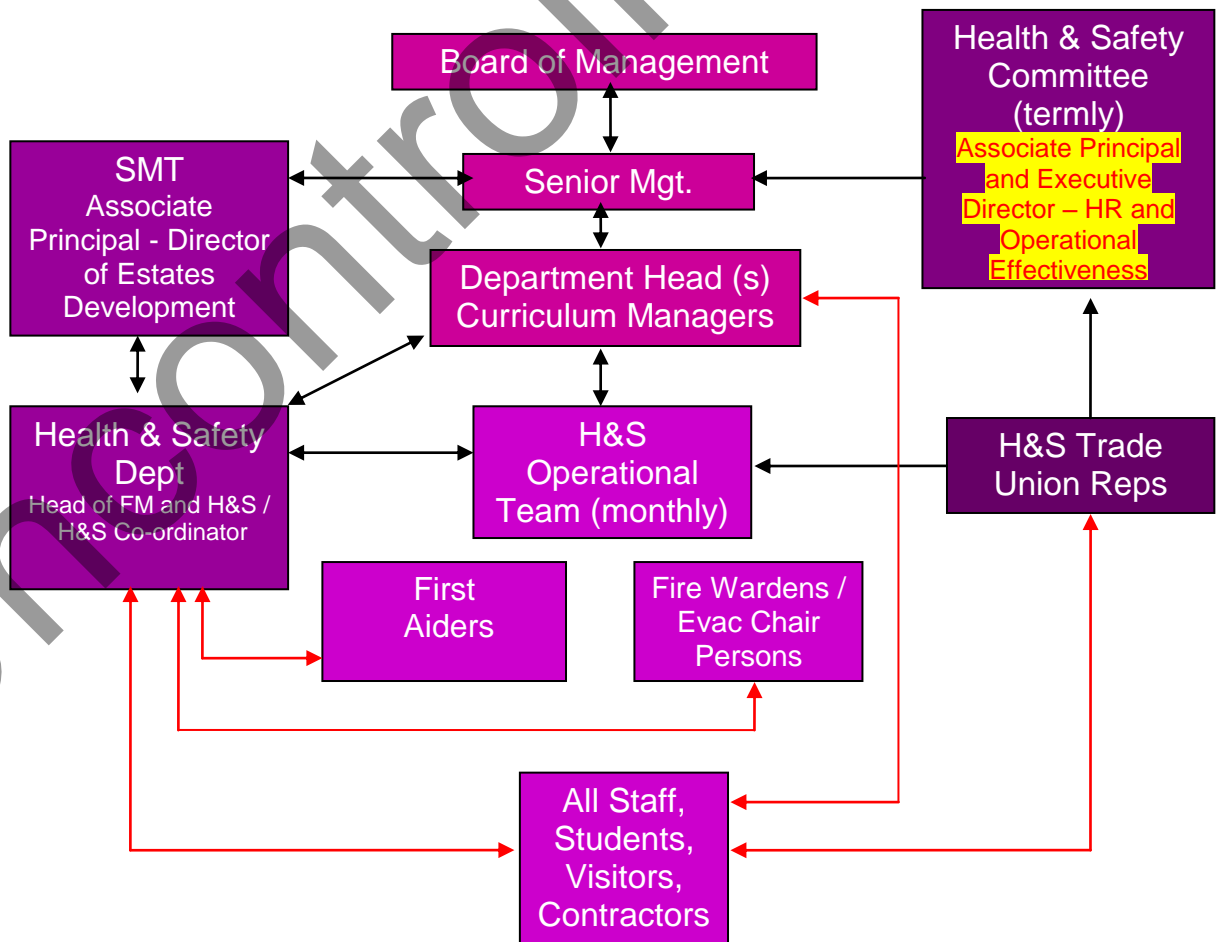 Board of Management
Health & Safety
Committee
(termly)
Associate Principal
and Executive
Director – HR and
Operational
Effectiveness
SMT
Associate
Principal - Director
of Estates
Development
Senior Mgt.
Department Head (s)
Curriculum Managers
Health & Safety
Dept
Head of FM and H&S /
H&S Co-ordinator
H&S
Operational
Team (monthly)
H&S Trade
Union Reps
First
Aiders
Fire Wardens /
Evac Chair
Persons
All Staff,
Students,
Visitors,
Contractors